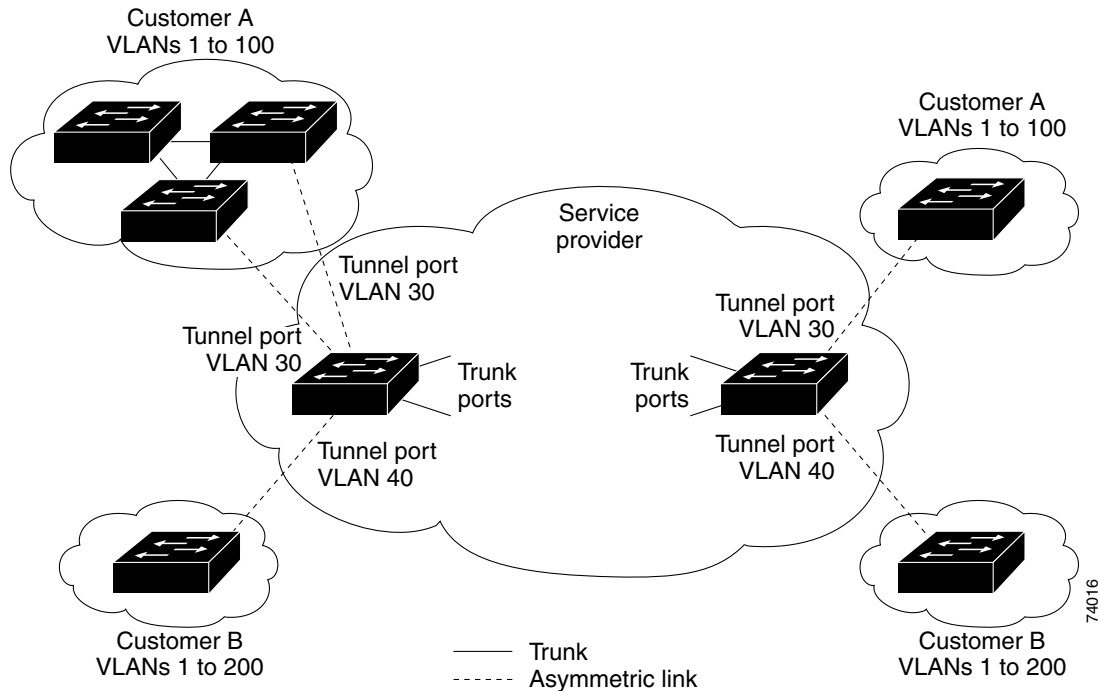 Customer A
VLANs 1 to 100
Customer A
VLANs 1 to 100
Service
provider
Tunnel port
VLAN 30
Tunnel port
VLAN 30
Trunk
ports
Tunnel port
VLAN 40
Tunnel port
VLAN 30
Trunk
ports
Tunnel port
VLAN 40
Customer B
VLANs 1 to 200
Customer B
VLANs 1 to 200
74016
Trunk
Asymmetric link